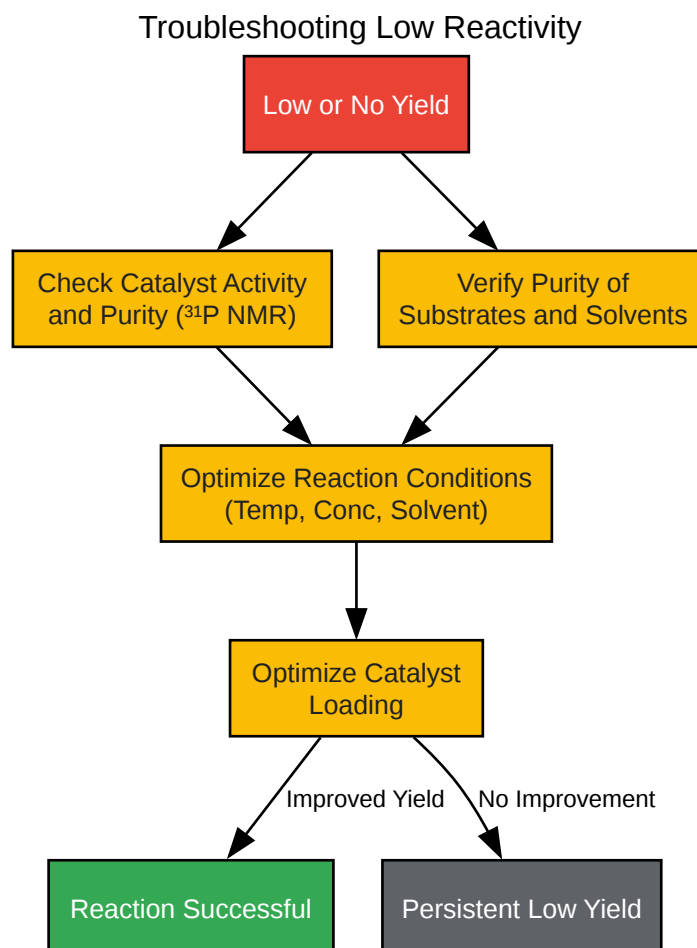 Troubleshooting Low Reactivity
Low or No Yield
Check Catalyst Activity
and Purity (³¹P NMR)
Verify Purity of
Substrates and Solvents
Optimize Reaction Conditions
(Temp, Conc, Solvent)
Optimize Catalyst
Loading
Improved Yield
No Improvement
Reaction Successful
Persistent Low Yield